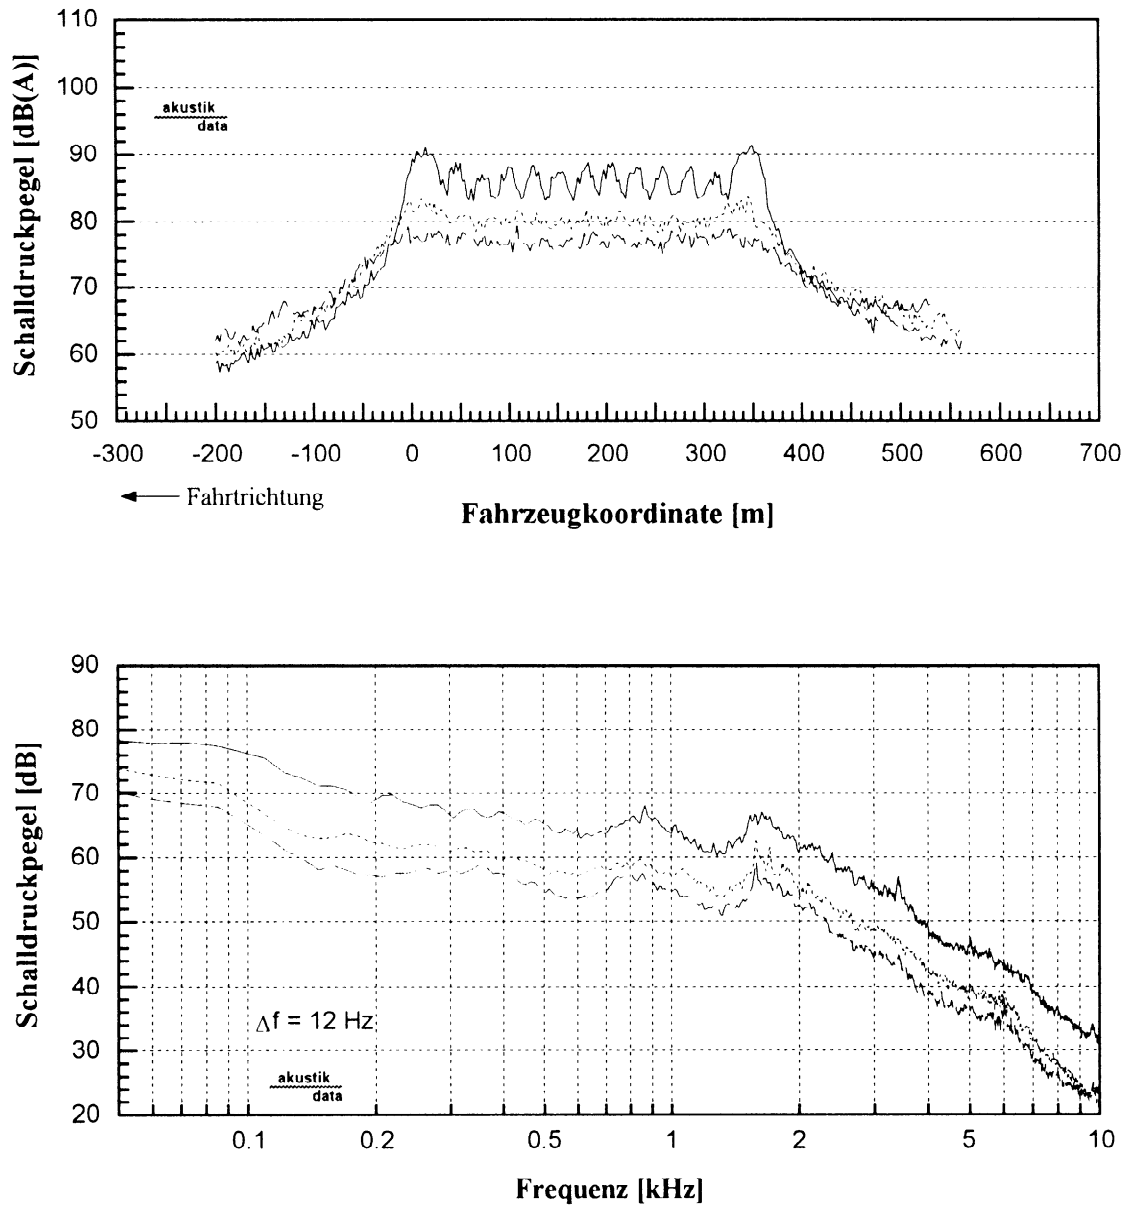 Schalldruckpegel [dB(A)]
110
100
90
80
70
60
50
akustik
data
-300 -200 -100 0 100 200 300 400 500 600 700
Fahrtrichtung
Fahrzeugkoordinate [m]
Schalldruckpegel [dB]
90
80
70
60
50
40
30
20
Δf = 12 Hz
akustik
data
0.1 0.2 0.5 1 2 5 10
Frequenz [kHz]